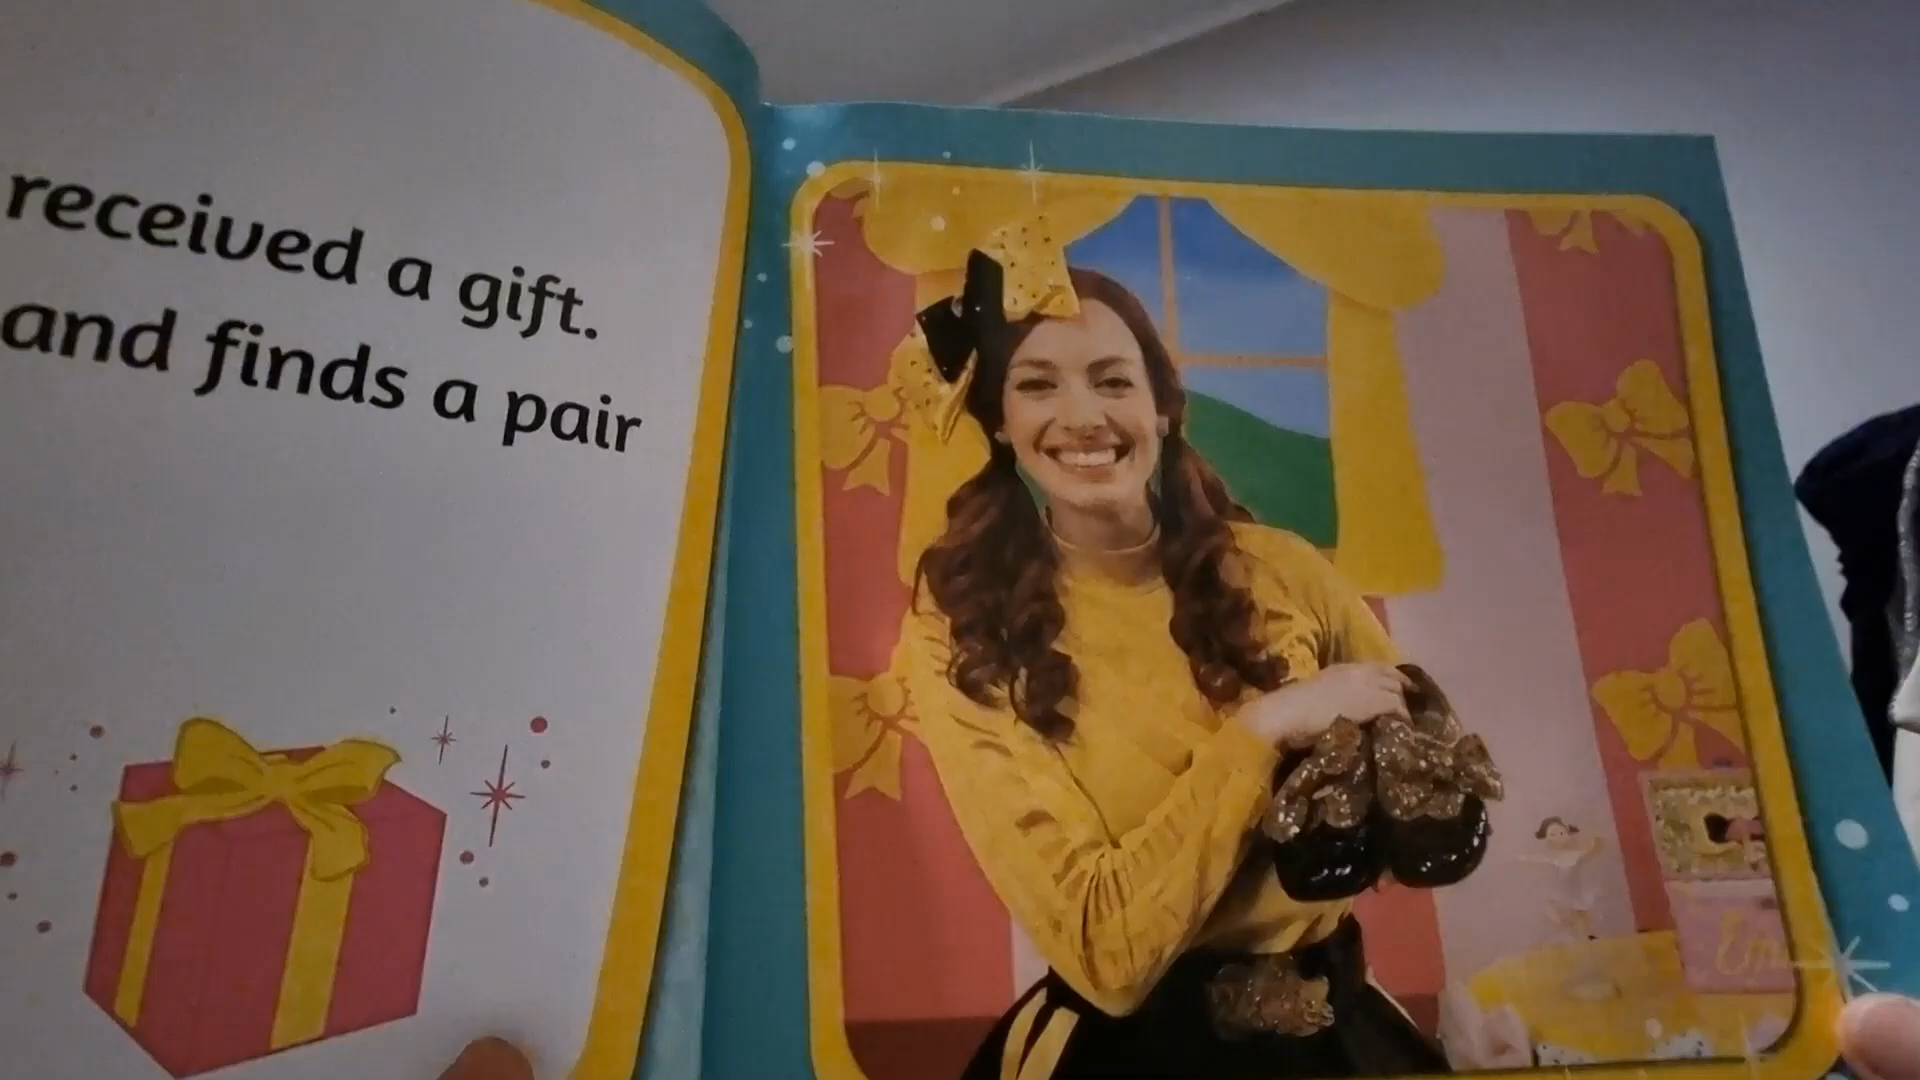 received a gift.
and finds a pair